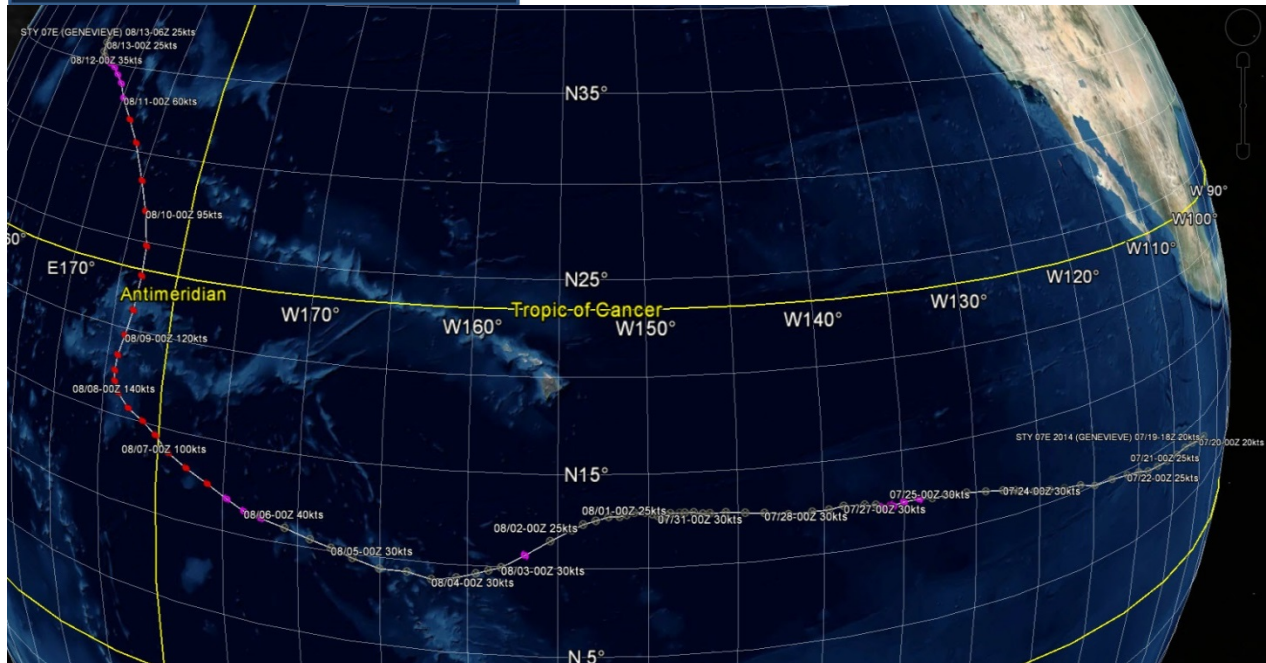 STY 07E (GENEVIEVE) 08/13-06Z 25kts
08/13-00Z 25kts
08/12-00Z 35kts
08/11-00Z 60kts
N35°
W 90°
W100°
08/10-00Z 95kts
60°
W110°
E170°
N25°
W120°
Antimeridian
W130°
Tropic-of-Cancer
W170°
W160°
W150°
W140°
08/09-00Z 120kts
08/08-00Z 140kts
STY 07E 2014 (GENEVIEVE) 07/19-18Z 20kts
07/20-00Z 20kts
08/07-00Z 100kts
07/21-00Z 25kts
N15°
07/22-00Z 25kts
07/25-00Z 30kts
07/24-00Z 30kts
08/06-00Z 40kts
08/01-00Z 25kts
07/31-00Z 30kts
07/28-00Z 30kts
07/27-00Z 30kts
08/02-00Z 25kts
08/05-00Z 30kts
08/03-00Z 30kts
08/04-00Z 30kts
N 5°